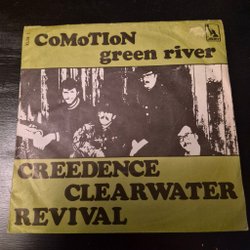 CoMoTIoN
green river
CREEDENCE
CLEARWATER
REVIVAL